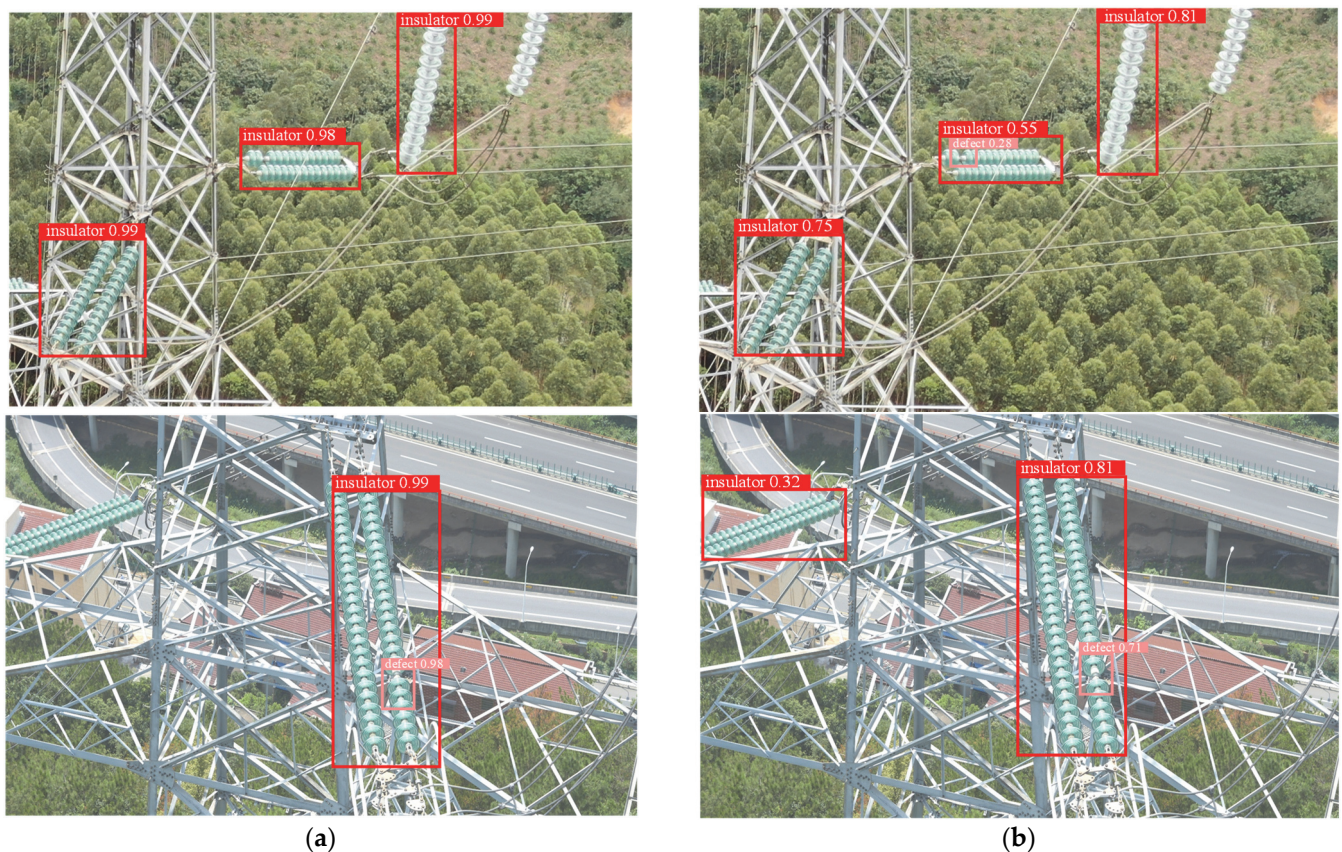 insulator 0.99
insulator 0.98
insulator 0.99
insulator 0.81
insulator 0.55
defect 0.28
insulator 0.75
insulator 0.99
defect 0.98
insulator 0.32
insulator 0.81
defect 0.71
(a)
(b)